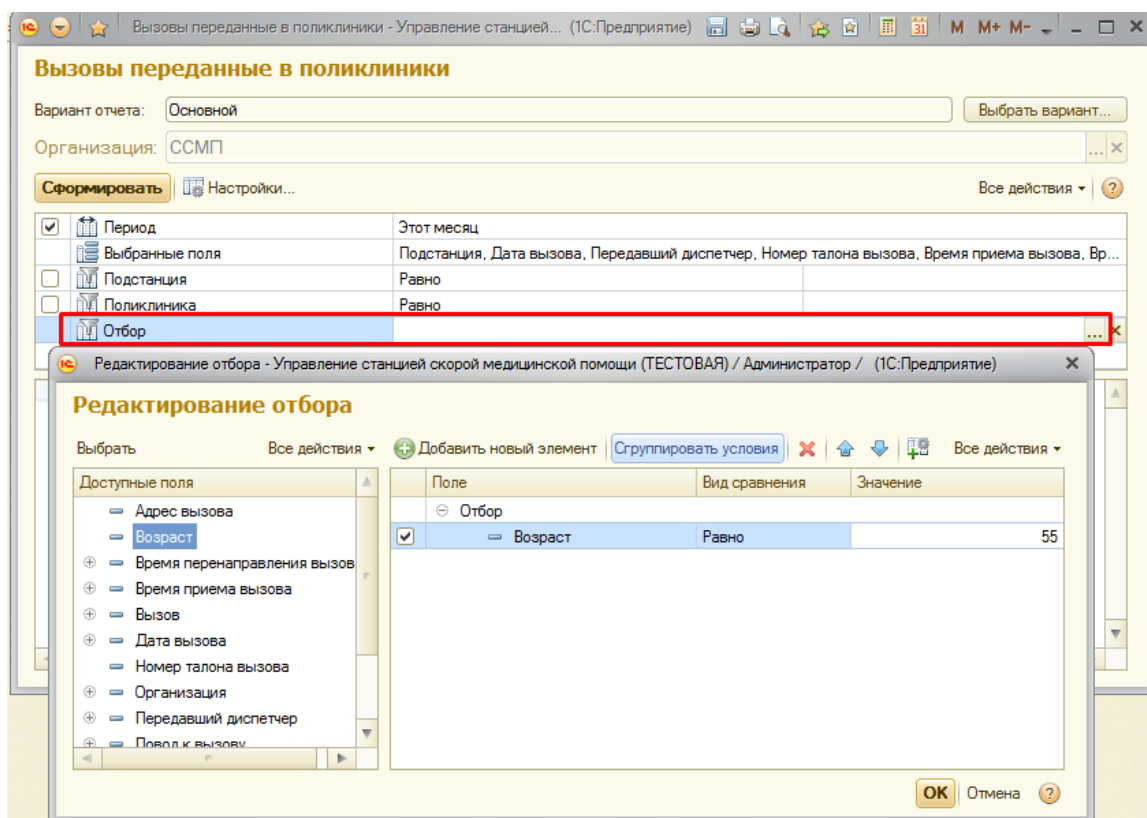 Вызовы переданные в поликлиники - Управление станцией... (1С:Предприятие) 31 M M+ M-
Вызовы переданные в поликлиники
Вариант отчета: Основной Выбрать вариант...
Организация: ССМП ...
Сформировать Настройки... Все действия
Период Этот месяц
Выбранные поля Подстанция, Дата вызова, Передавший диспетчер, Номер талона вызова, Время приема вызова, Вр...
Подстанция Равно
Поликлиника Равно
Отбор ...
Редактирование отбора - Управление станцией скорой медицинской помощи (ТЕСТОВАЯ) / Администратор / (1С:Предприятие)
Редактирование отбора
Выбрать Все действия Добавить новый элемент Сгруппировать условия Все действия
Доступные поля Поле Вид сравнения Значение
Адрес вызова Отбор
Возраст Возраст Равно 55
Время перенаправления вызов
Время приема вызова
Вызов
Дата вызова
Номер талона вызова
Организация
Передавший диспетчер
Повод к вызову
OK Отмена ?